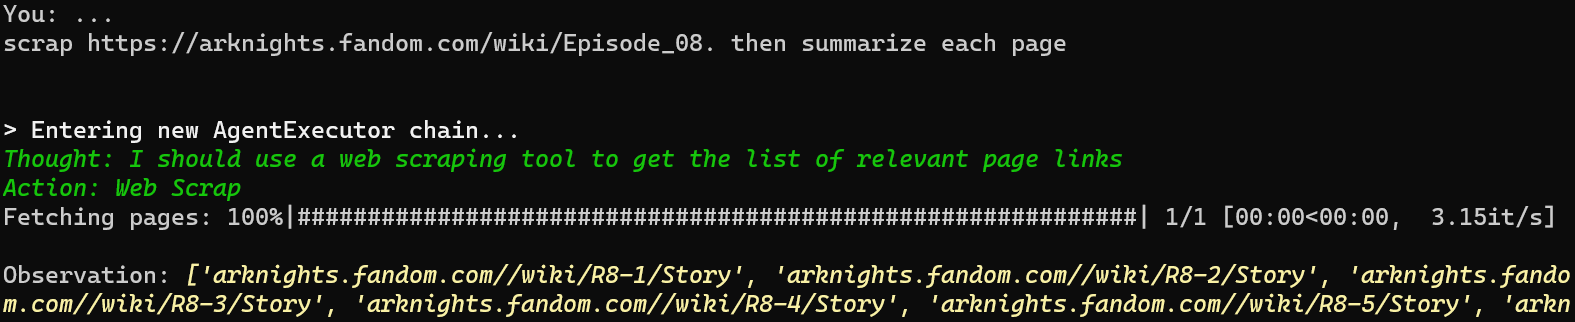 You: ...
scrap https://arknights.fandom.com/wiki/Episode_08. then summarize each page
> Entering new AgentExecutor chain...
Thought: I should use a web scraping tool to get the list of relevant page links
Action: Web Scrap
Fetching pages: 100%|############################################################| 1/1 [00:00<00:00,  3.15it/s]
Observation: ['arknights.fandom.com//wiki/R8-1/Story', 'arknights.fandom.com//wiki/R8-2/Story', 'arknights.fando
m.com//wiki/R8-3/Story', 'arknights.fandom.com//wiki/R8-4/Story', 'arknights.fandom.com//wiki/R8-5/Story', 'arkn